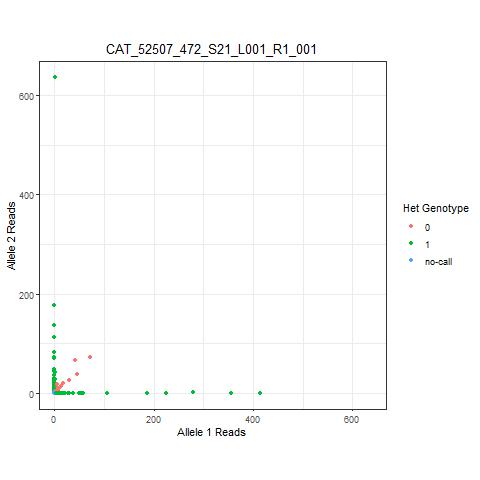 CAT_52507_472_S21_L001_R1_001
Allele 2 Reads
600
400
200
0
0 200 400 600
Allele 1 Reads
Het Genotype
0
1
no-call